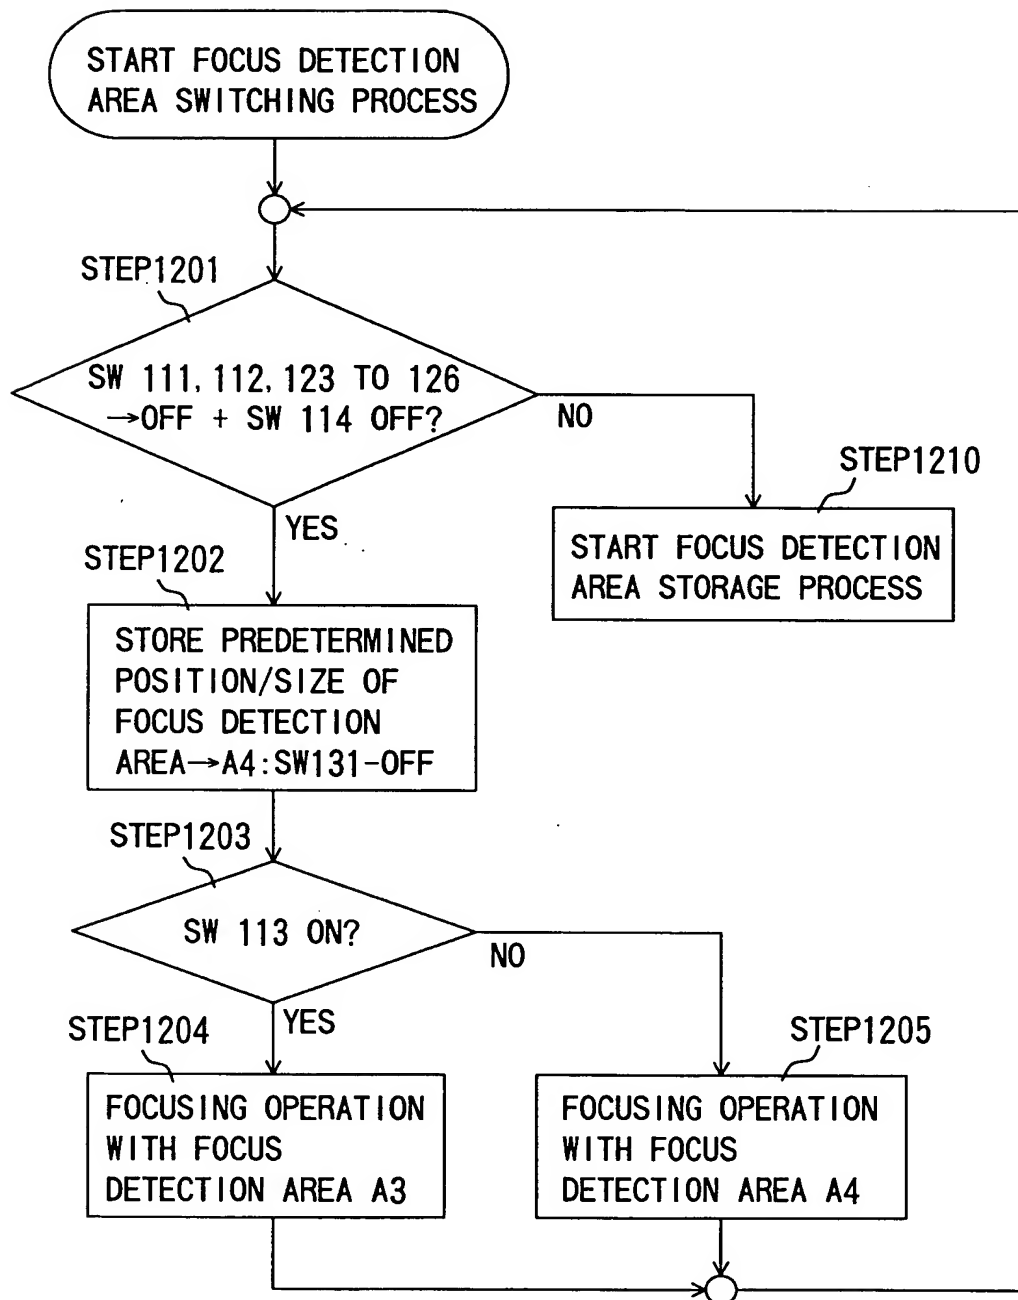 START FOCUS DETECTION
AREA SWITCHING PROCESS
STEP1201
SW 111, 112, 123 TO 126
→OFF + SW 114 OFF?
NO
YES
STEP1210
START FOCUS DETECTION
AREA STORAGE PROCESS
STEP1202
STORE PREDETERMINED
POSITION/SIZE OF
FOCUS DETECTION
AREA→A4:SW131-OFF
STEP1203
SW 113 ON?
NO
YES
STEP1204
FOCUSING OPERATION
WITH FOCUS
DETECTION AREA A3
STEP1205
FOCUSING OPERATION
WITH FOCUS
DETECTION AREA A4